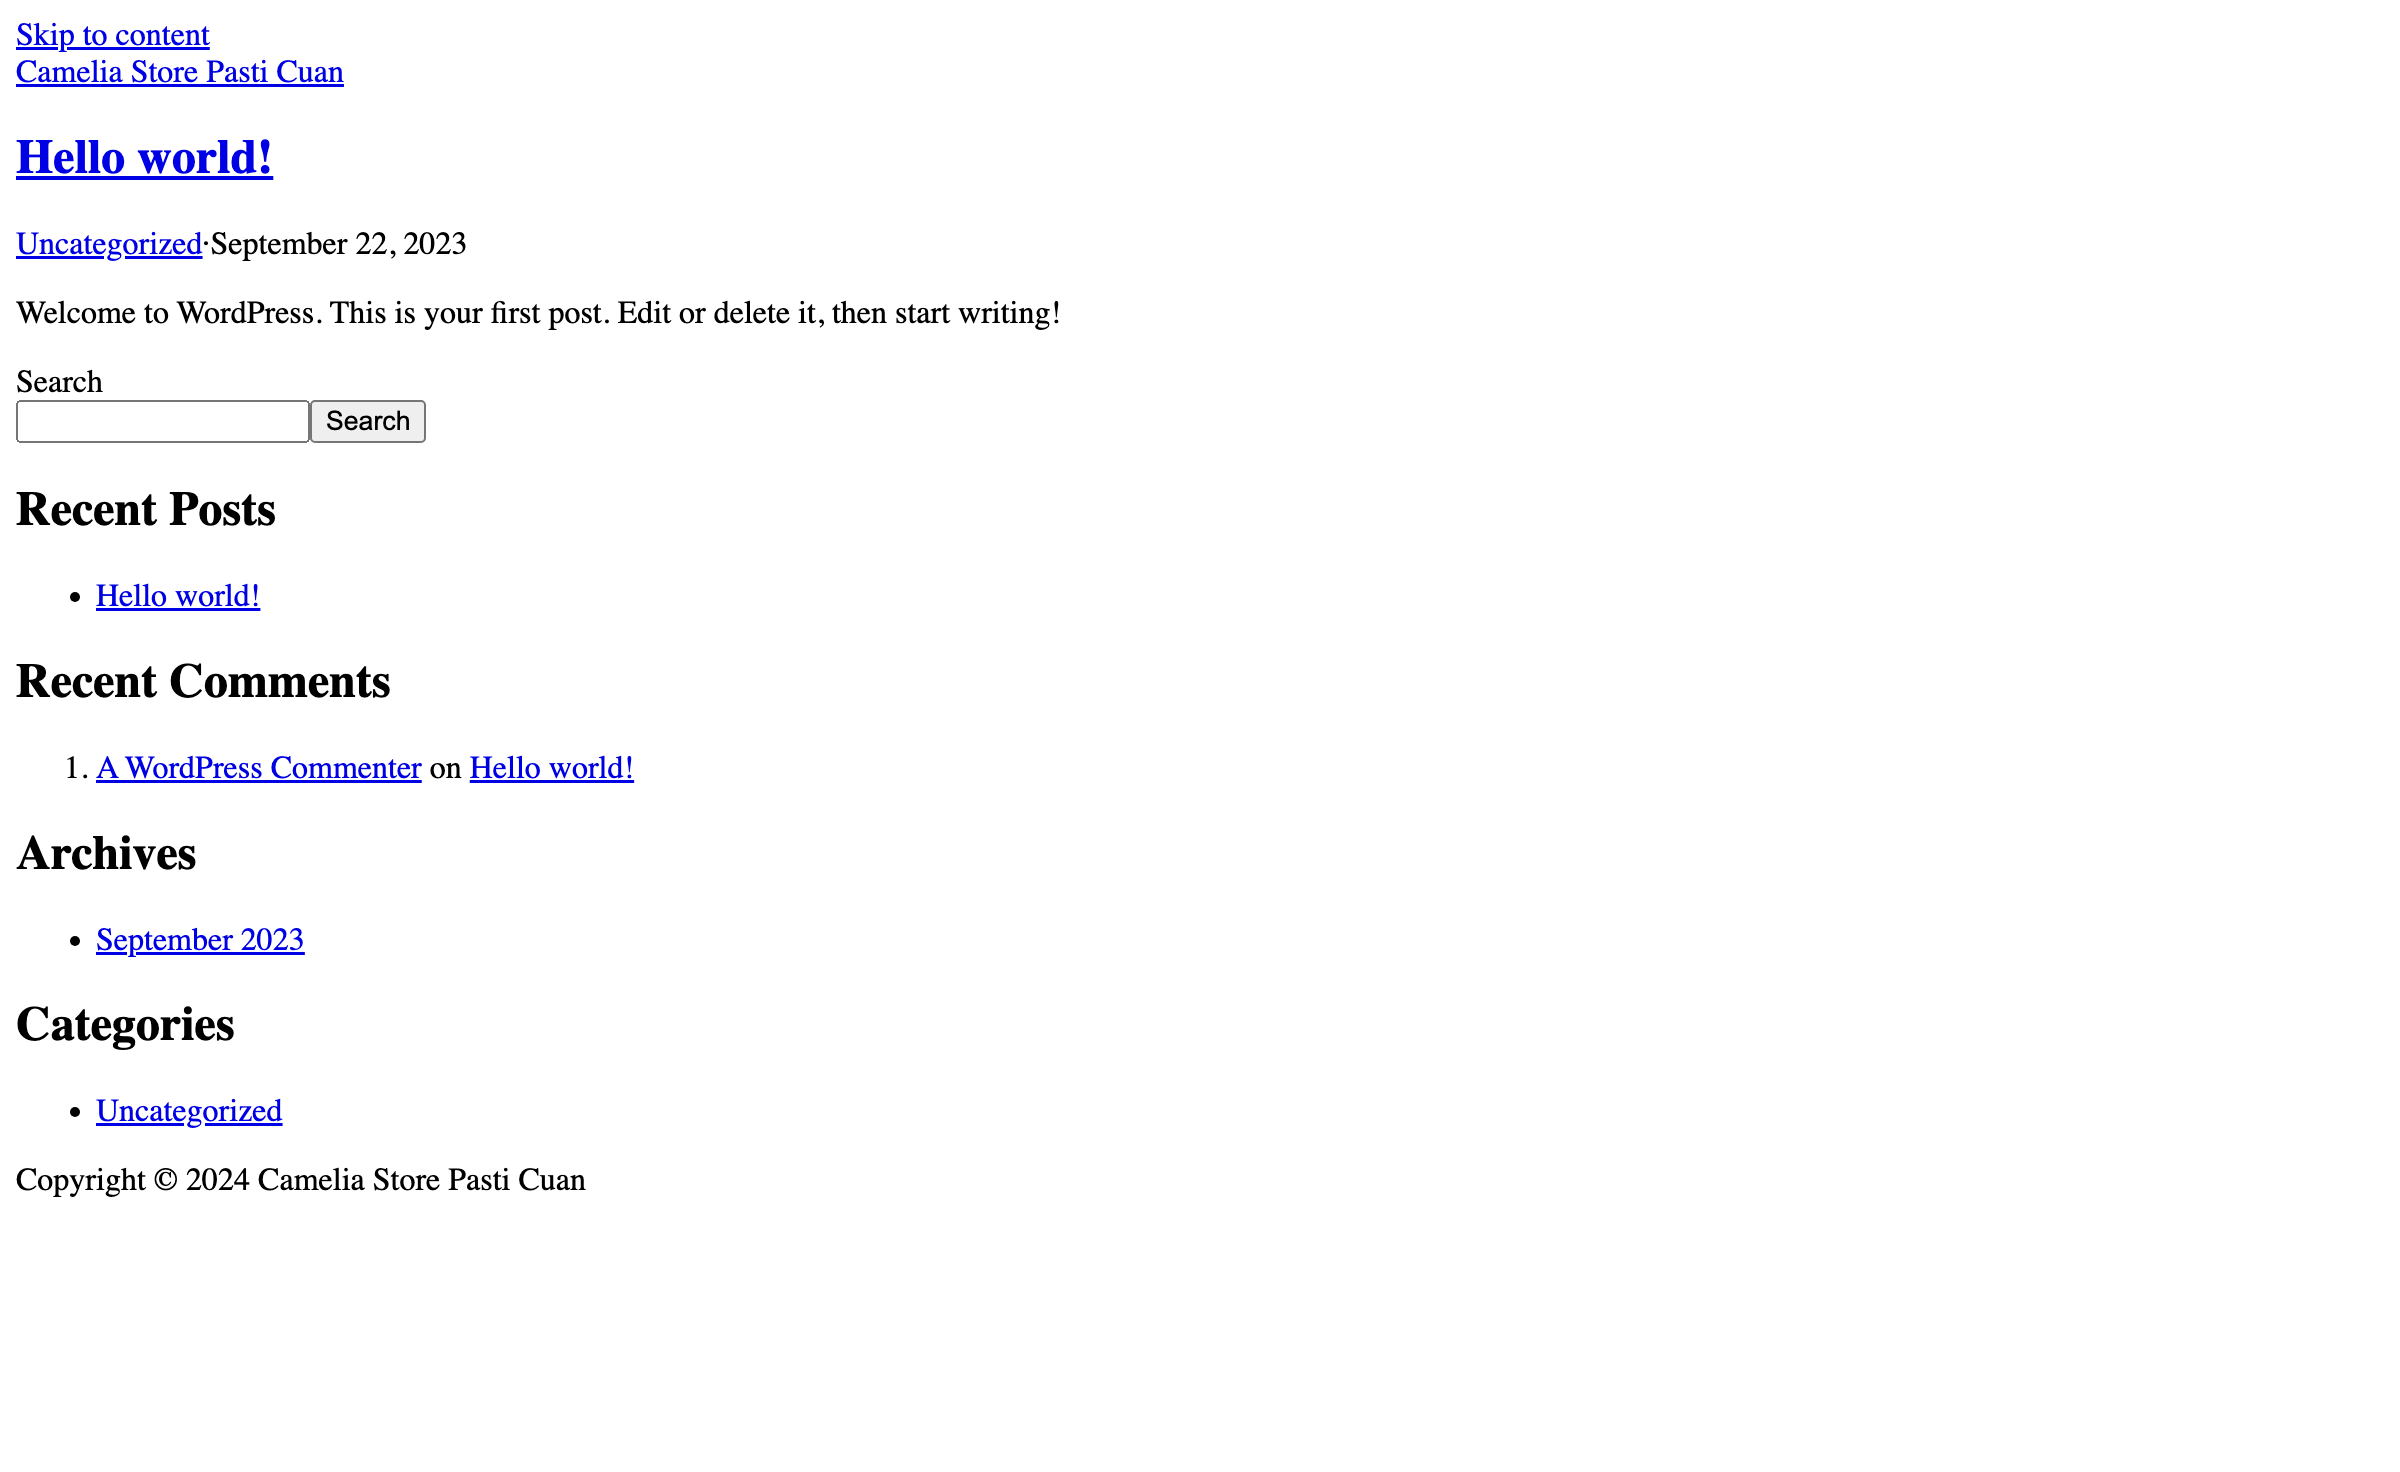 Skip to content
Camelia Store Pasti Cuan
Hello world!
Uncategorized·September 22, 2023
Welcome to WordPress. This is your first post. Edit or delete it, then start writing!
Search
Search
Recent Posts
Hello world!
Recent Comments
1. A WordPress Commenter on Hello world!
Archives
September 2023
Categories
Uncategorized
Copyright © 2024 Camelia Store Pasti Cuan